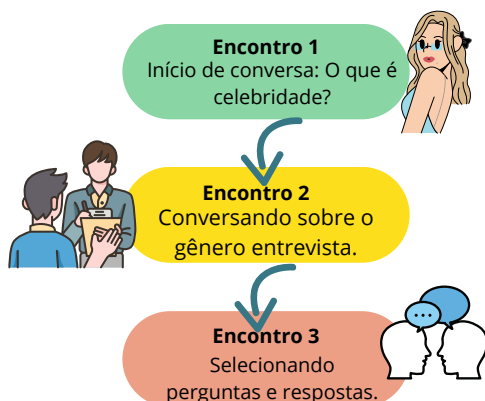 Encontro 1
Início de conversa: O que é
celebridade?
Encontro 2
Conversando sobre o
gênero entrevista.
Encontro 3
Selecionando
perguntas e respostas.